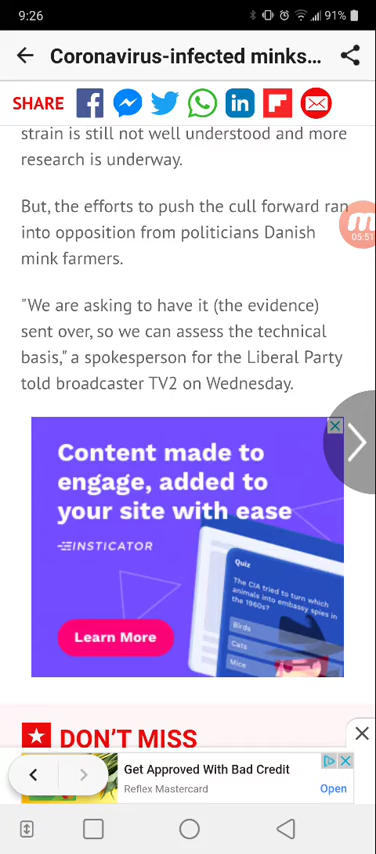 9:26
91%
Coronavirus-infected minks...
SHARE
strain is still not well understood and more
research is underway.
But, the efforts to push the cull forward ran
into opposition from politicians Danish
mink farmers.
05:51
"We are asking to have it (the evidence)
sent over, so we can assess the technical
basis," a spokesperson for the Liberal Party
told broadcaster TV2 on Wednesday.
Content made to
engage, added to
your site with ease
INSTICATOR
Learn More
Quiz
The CIA tried to turn which
animals into embassy spies in
the 1960s?
Birds
Cats
Mice
DON'T MISS
Get Approved With Bad Credit
Reflex Mastercard
Open